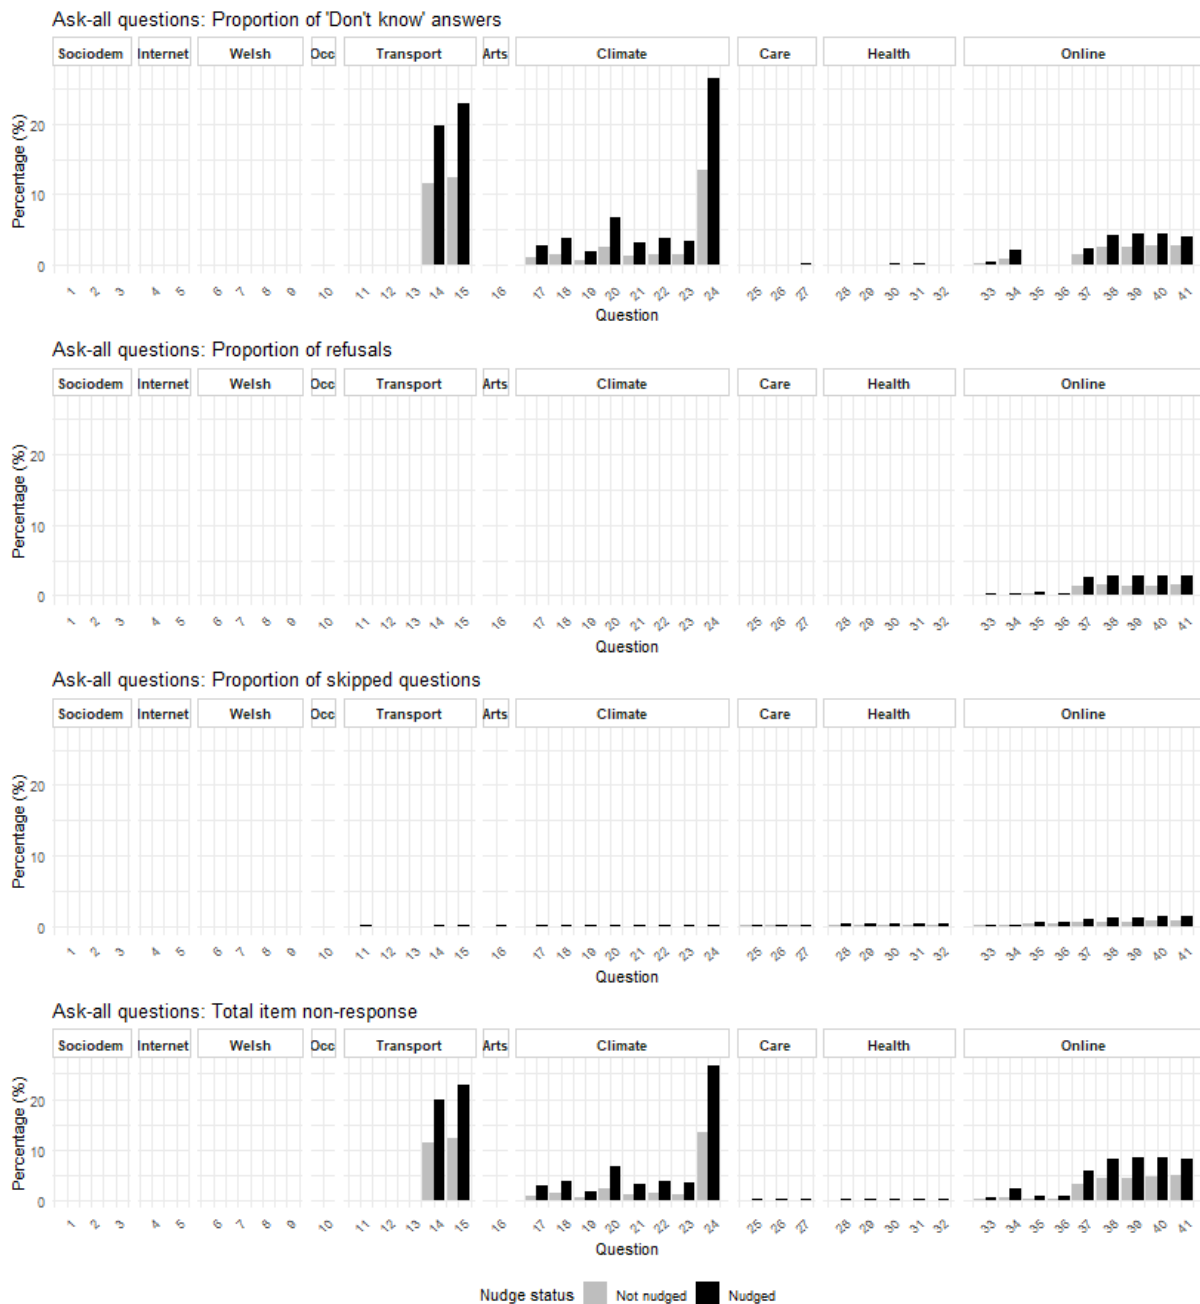 Ask-all questions: Proportion of 'Don't know' answers
Sociodem Internet Welsh Occ Transport Arts Climate Care Health Online
Percentage (%)
20
10
0
1 2 3 4 5 6 7 8 9 10 11 12 13 14 15 16 17 18 19 20 21 22 23 24 25 26 27 28 29 30 31 32 33 34 35 36 37 38 39 40 41
Question
Ask-all questions: Proportion of refusals
Sociodem Internet Welsh Occ Transport Arts Climate Care Health Online
Percentage (%)
20
10
0
1 2 3 4 5 6 7 8 9 10 11 12 13 14 15 16 17 18 19 20 21 22 23 24 25 26 27 28 29 30 31 32 33 34 35 36 37 38 39 40 41
Question
Ask-all questions: Proportion of skipped questions
Sociodem Internet Welsh Occ Transport Arts Climate Care Health Online
Percentage (%)
20
10
0
1 2 3 4 5 6 7 8 9 10 11 12 13 14 15 16 17 18 19 20 21 22 23 24 25 26 27 28 29 30 31 32 33 34 35 36 37 38 39 40 41
Question
Ask-all questions: Total item non-response
Sociodem Internet Welsh Occ Transport Arts Climate Care Health Online
Percentage (%)
20
10
0
1 2 3 4 5 6 7 8 9 10 11 12 13 14 15 16 17 18 19 20 21 22 23 24 25 26 27 28 29 30 31 32 33 34 35 36 37 38 39 40 41
Question
Nudge status Not nudged Nudged